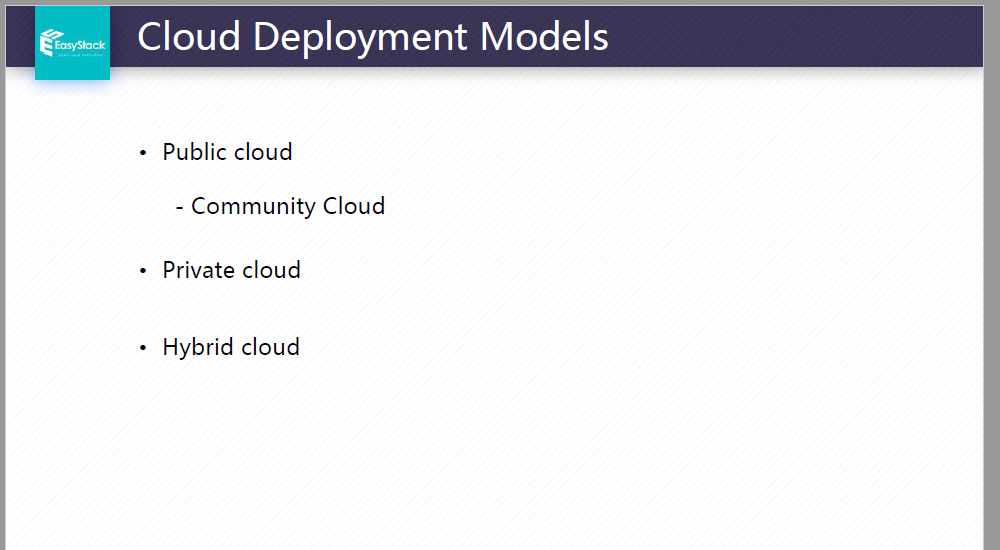 EasyStack
Cloud Deployment Models
• Public cloud
- Community Cloud
• Private cloud
• Hybrid cloud